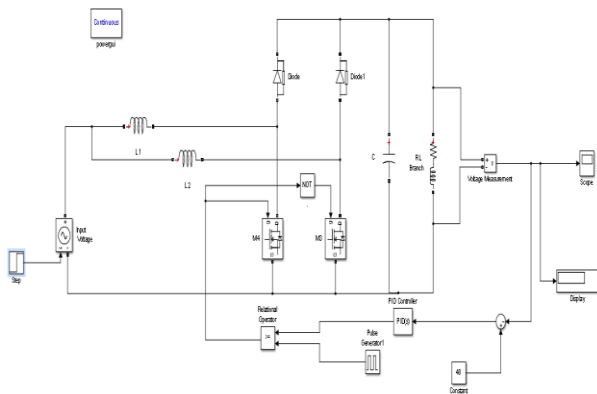 Continuous
powergui
Diode
Diode1
L1
L2
C
RL
Branch
+
-
Voltage Measurement
Scope
NOT
Input
Voltage
Step
M4
M3
Display
Relational
Operator
PID Controller
PID(s)
Pulse
Generator1
48
Constant